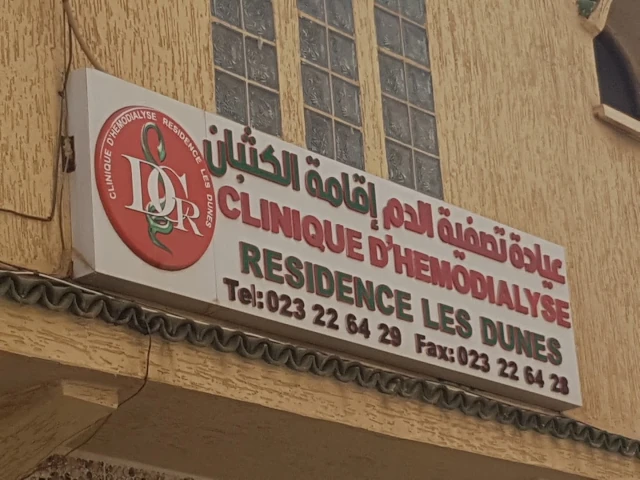 CLINIQUE D'HEMODIALYSE RESIDENCE LES DUNES
DCR
عيادة تصفية الدم إقامة الكثبان
CLINIQUE D'HEMODIALYSE
RESIDENCE LES DUNES
Tel: 023 22 64 29 Fax: 023 22 64 28